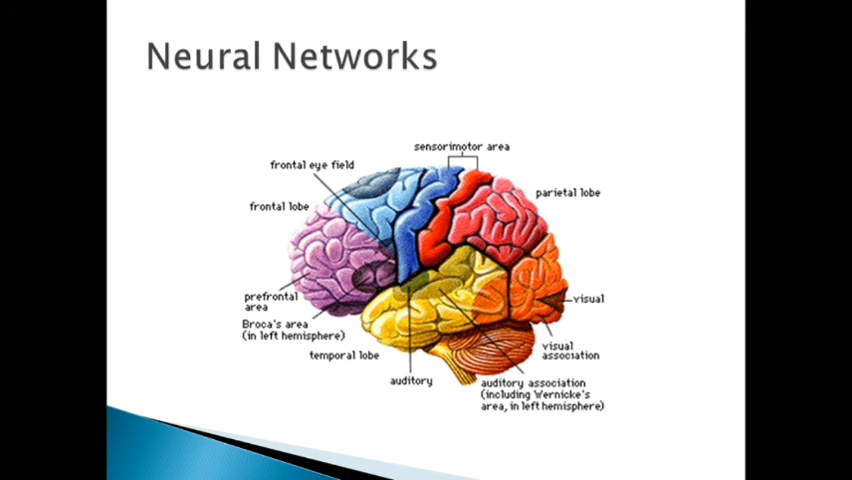 Neural Networks
sensorimotor area
frontal eye field
parietal lobe
frontal lobe
prefrontal
area
visual
Broca's area
(in left hemisphere)
visual
association
temporal lobe
auditory
auditory association
(including Wernicke's
area, in left hemisphere)